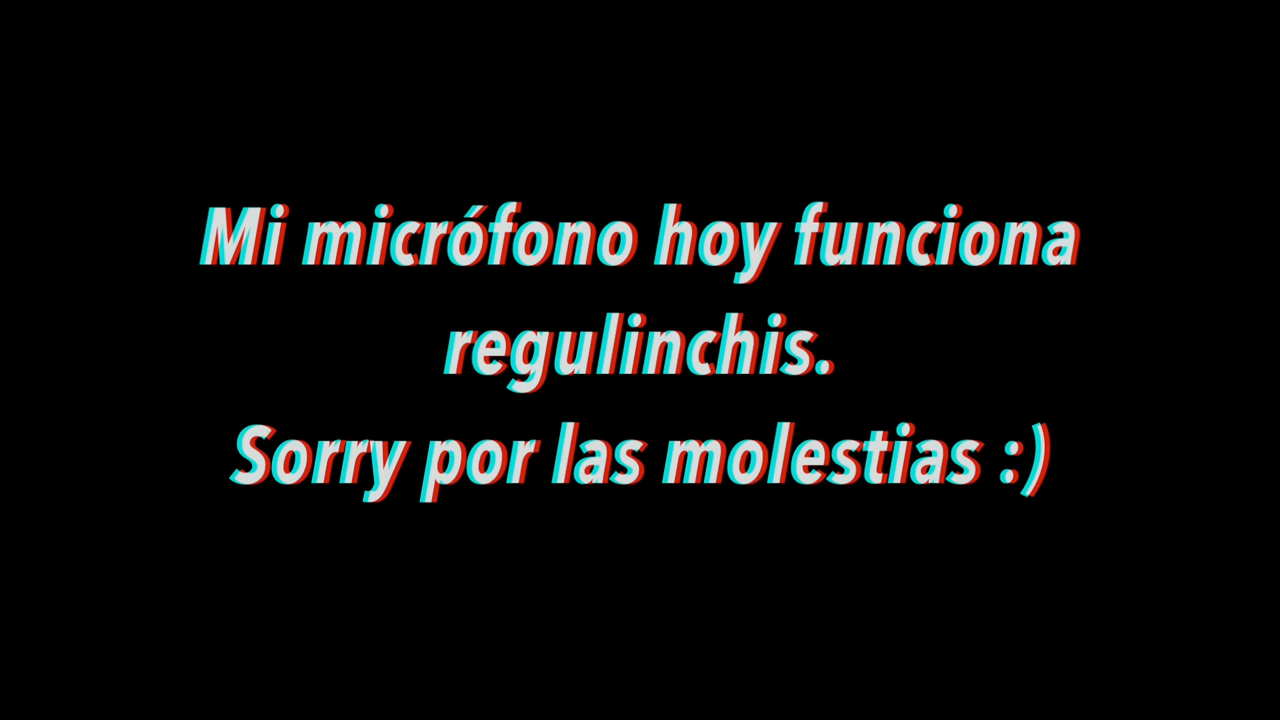 Mi micrófono hoy funciona
regulinchis.
Sorry por las molestias :)